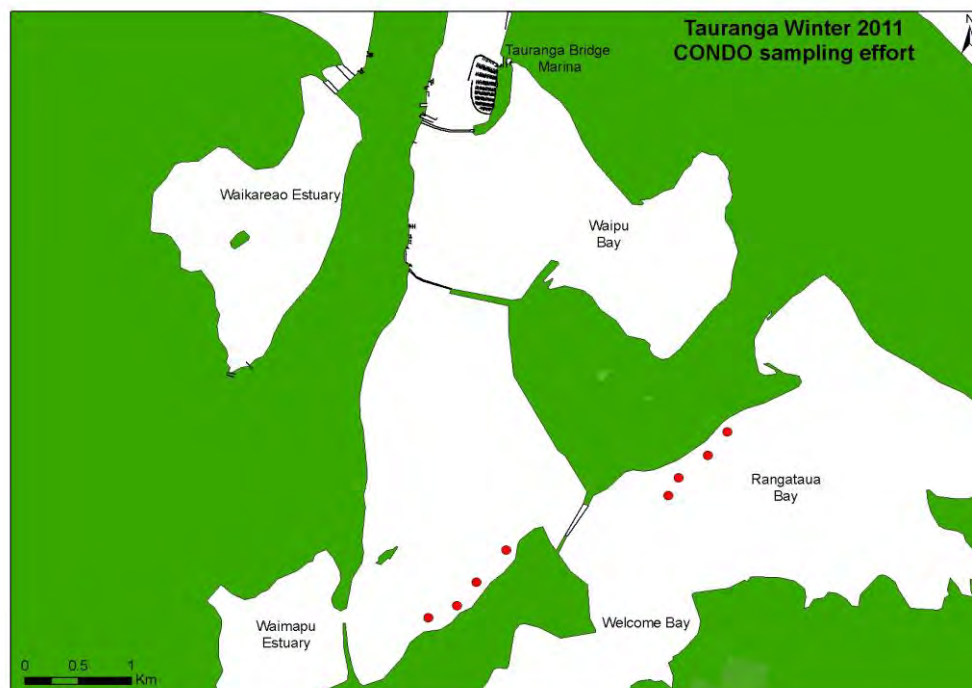 Tauranga Winter 2011
CONDO sampling effort
N
Tauranga Bridge
Marina
Waikareao Estuary
Waipu
Bay
Rangataua
Bay
Waimapu
Estuary
Welcome Bay
0 0.5 1
Km